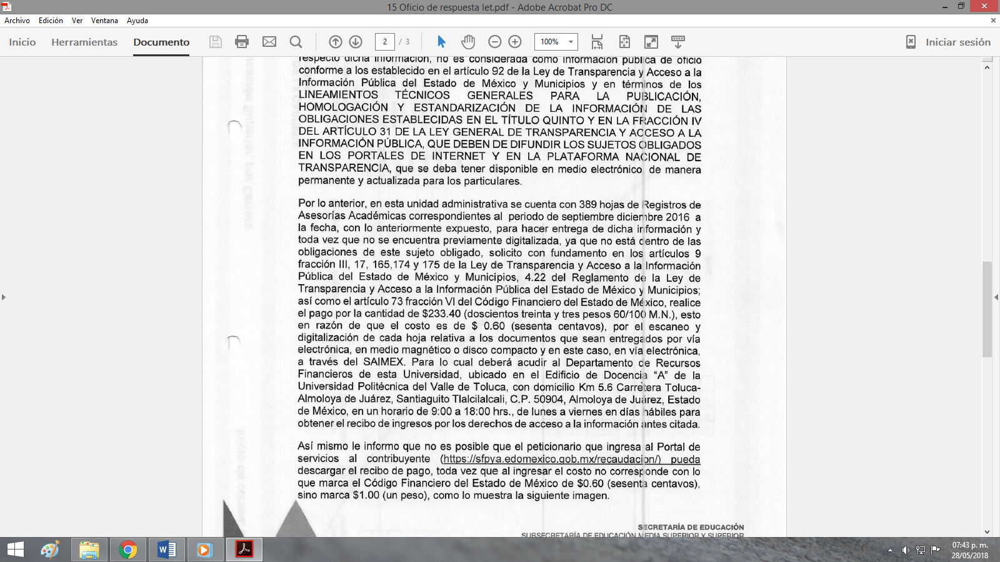 15 Oficio de respuesta let.pdf - Adobe Acrobat Pro DC
Archivo Edición Ver Ventana Ayuda
Inicio Herramientas Documento 2 / 3 100% Iniciar sesión
respecto dicha información, no es considerada como información pública de oficio
conforme a los establecido en el artículo 92 de la Ley de Transparencia y Acceso a la
Información Pública del Estado de México y Municipios y en términos de los
LINEAMIENTOS TÉCNICOS GENERALES PARA LA PUBLICACIÓN,
HOMOLOGACIÓN Y ESTANDARIZACIÓN DE LA INFORMACIÓN DE LAS
OBLIGACIONES ESTABLECIDAS EN EL TÍTULO QUINTO Y EN LA FRACCIÓN IV
DEL ARTÍCULO 31 DE LA LEY GENERAL DE TRANSPARENCIA Y ACCESO A LA
INFORMACIÓN PÚBLICA, QUE DEBEN DE DIFUNDIR LOS SUJETOS OBLIGADOS
EN LOS PORTALES DE INTERNET Y EN LA PLATAFORMA NACIONAL DE
TRANSPARENCIA, que se deba tener disponible en medio electrónico, de manera
permanente y actualizada para los particulares.
Por lo anterior, en esta unidad administrativa se cuenta con 389 hojas de Registros de
Asesorías Académicas correspondientes al periodo de septiembre diciembre 2016 a
la fecha, con lo anteriormente expuesto, para hacer entrega de dicha información y
toda vez que no se encuentra previamente digitalizada, ya que no está dentro de las
obligaciones de este sujeto obligado, solicito con fundamento en los artículos 9
fracción III, 17, 165,174 y 175 de la Ley de Transparencia y Acceso a la Información
Pública del Estado de México y Municipios, 4.22 del Reglamento de la Ley de
Transparencia y Acceso a la Información Pública del Estado de México y Municipios;
así como el artículo 73 fracción VI del Código Financiero del Estado de México, realice
el pago por la cantidad de $233.40 (doscientos treinta y tres pesos 60/100 M.N.), esto
en razón de que el costo es de $ 0.60 (sesenta centavos), por el escaneo y
digitalización de cada hoja relativa a los documentos que sean entregados por vía
electrónica, en medio magnético o disco compacto y en este caso, en vía electrónica,
a través del SAIMEX. Para lo cual deberá acudir al Departamento de Recursos
Financieros de esta Universidad, ubicado en el Edificio de Docencia “A” de la
Universidad Politécnica del Valle de Toluca, con domicilio Km 5.6 Carretera Toluca-
Almoloya de Juárez, Santiaguito Tlalcilalcali, C.P. 50904, Almoloya de Juárez, Estado
de México, en un horario de 9:00 a 18:00 hrs., de lunes a viernes en días hábiles para
obtener el recibo de ingresos por los derechos de acceso a la información antes citada.
Así mismo le informo que no es posible que el peticionario que ingresa al Portal de
servicios al contribuyente (https://sfpya.edomexico.gob.mx/recaudacion/) pueda
descargar el recibo de pago, toda vez que al ingresar el costo no corresponde con lo
que marca el Código Financiero del Estado de México de $0.60 (sesenta centavos),
sino marca $1.00 (un peso), como lo muestra la siguiente imagen.
SECRETARÍA DE EDUCACIÓN
SUBSECRETARÍA DE EDUCACIÓN MEDIA SUPERIOR Y SUPERIOR
07:43 p. m.
28/05/2018